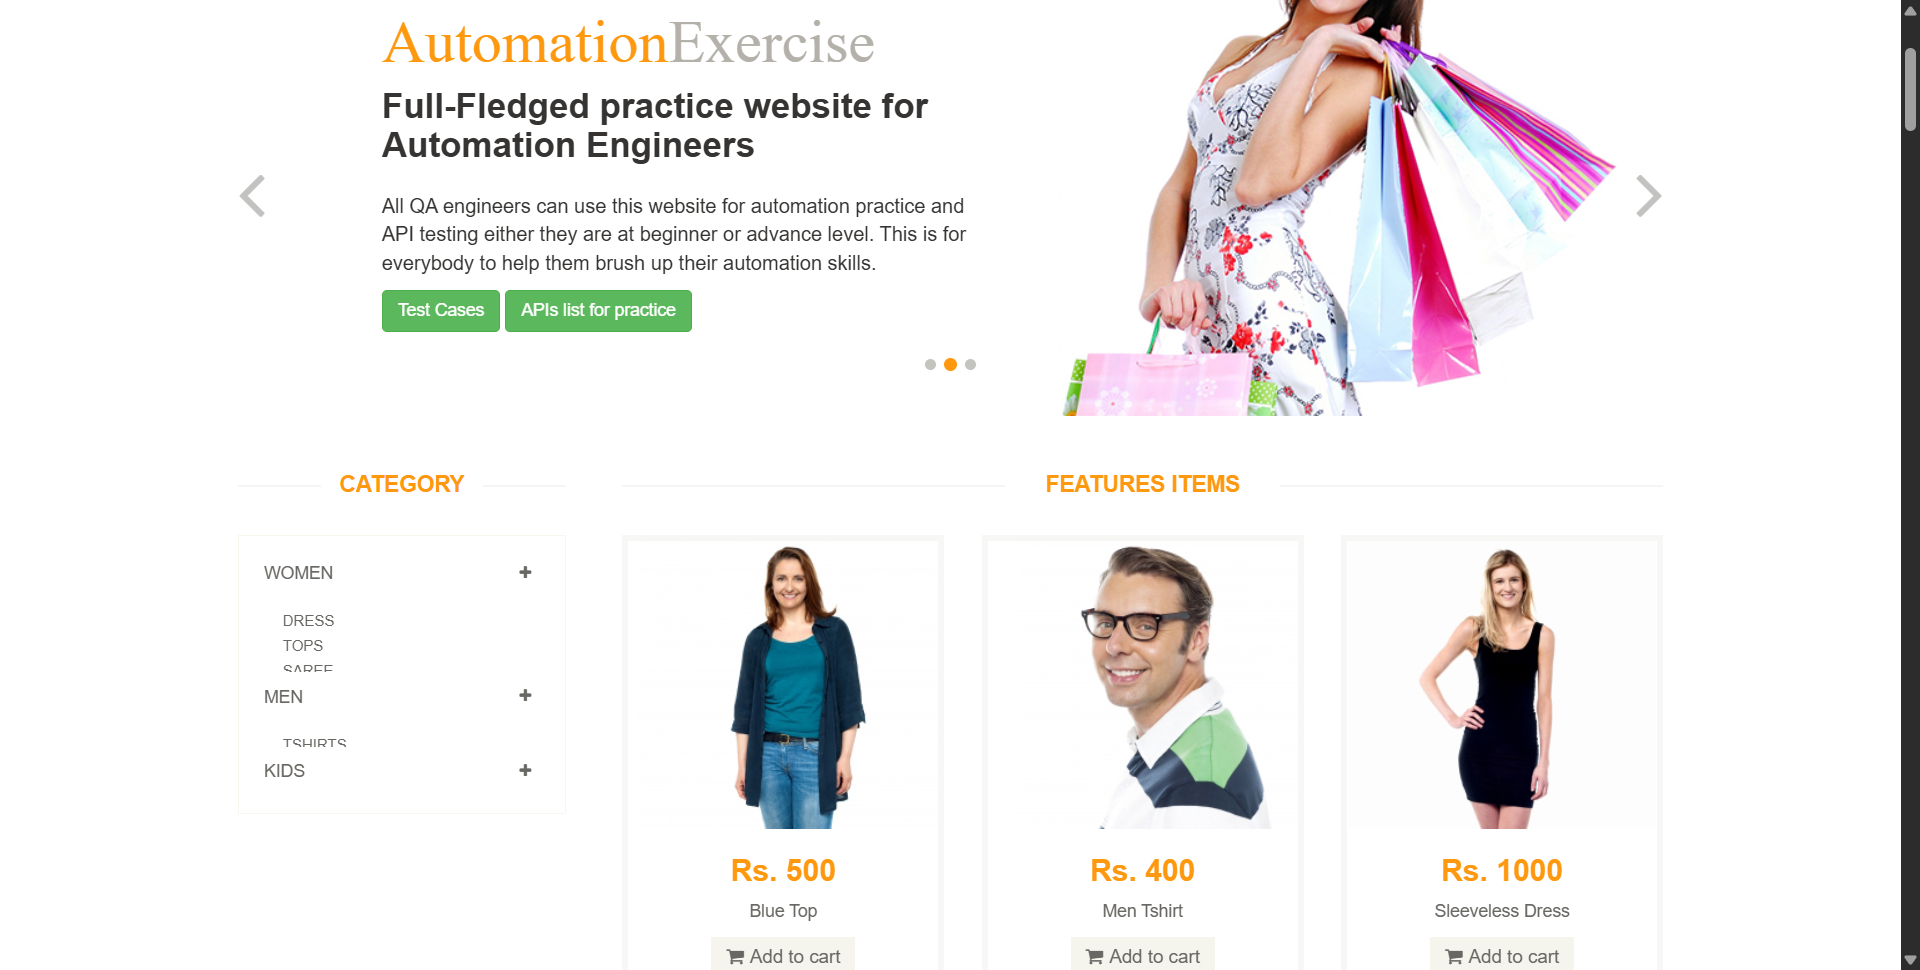 AutomationExercise
Full-Fledged practice website for
Automation Engineers
All QA engineers can use this website for automation practice and
API testing either they are at beginner or advance level. This is for
everybody to help them brush up their automation skills.
Test Cases
APIs list for practice
CATEGORY
WOMEN
DRESS
TOPS
SAREE
MEN
TSHIRTS
KIDS
FEATURES ITEMS
Rs. 500
Blue Top
Add to cart
Rs. 400
Men Tshirt
Add to cart
Rs. 1000
Sleeveless Dress
Add to cart